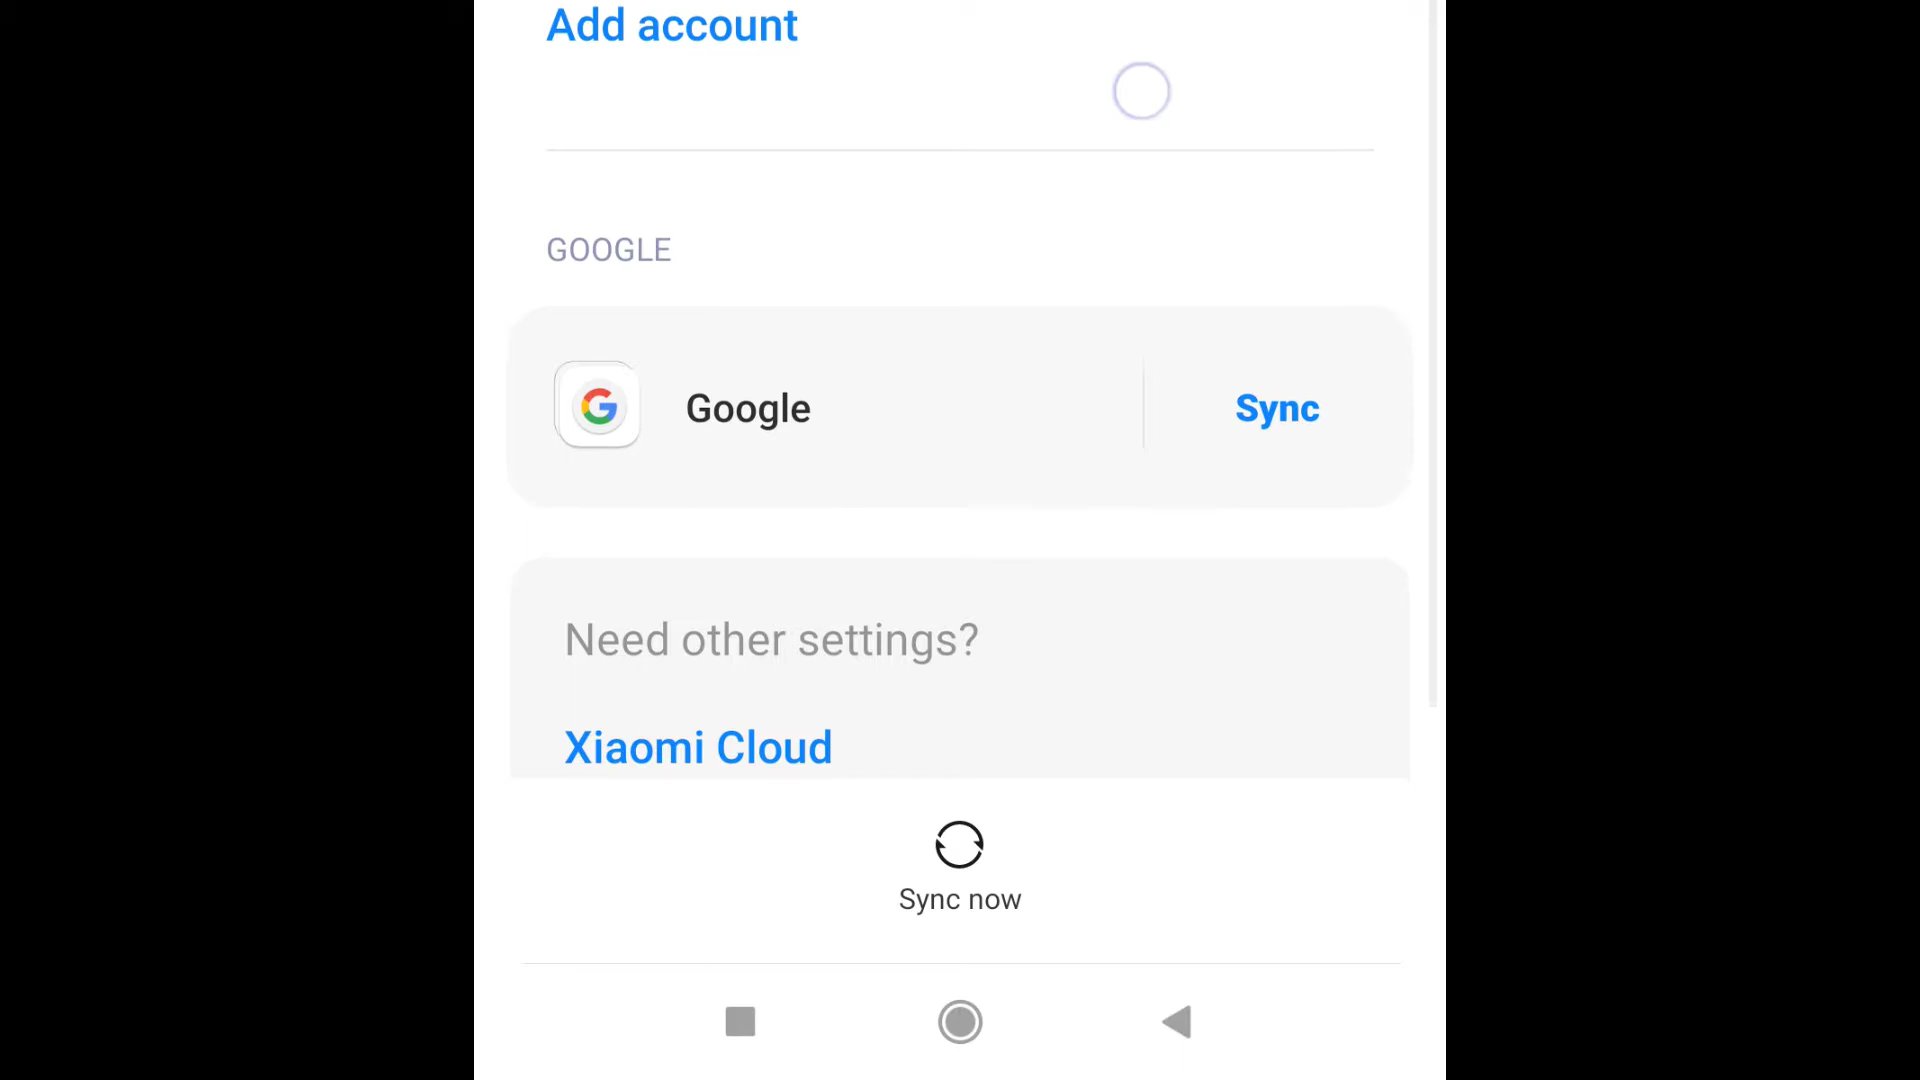 Add account
GOOGLE
Google
Sync
Need other settings?
Xiaomi Cloud
Sync now